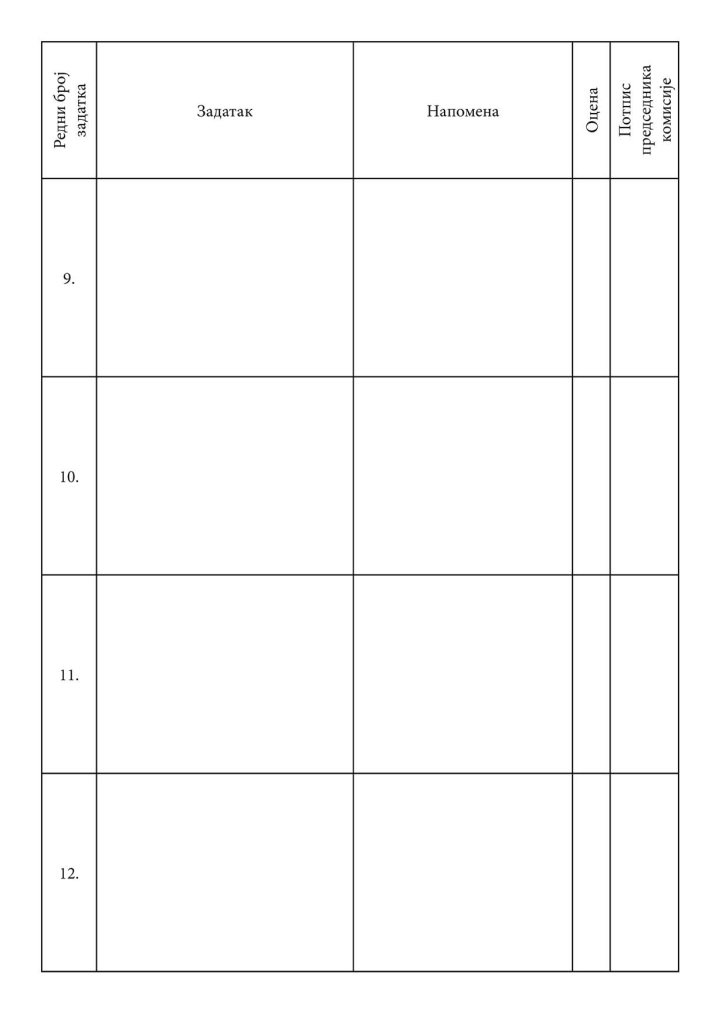 Редни број
задатка
Задатак
Напомена
Оцена
Потпис
председника
комисије
9.
10.
11.
12.